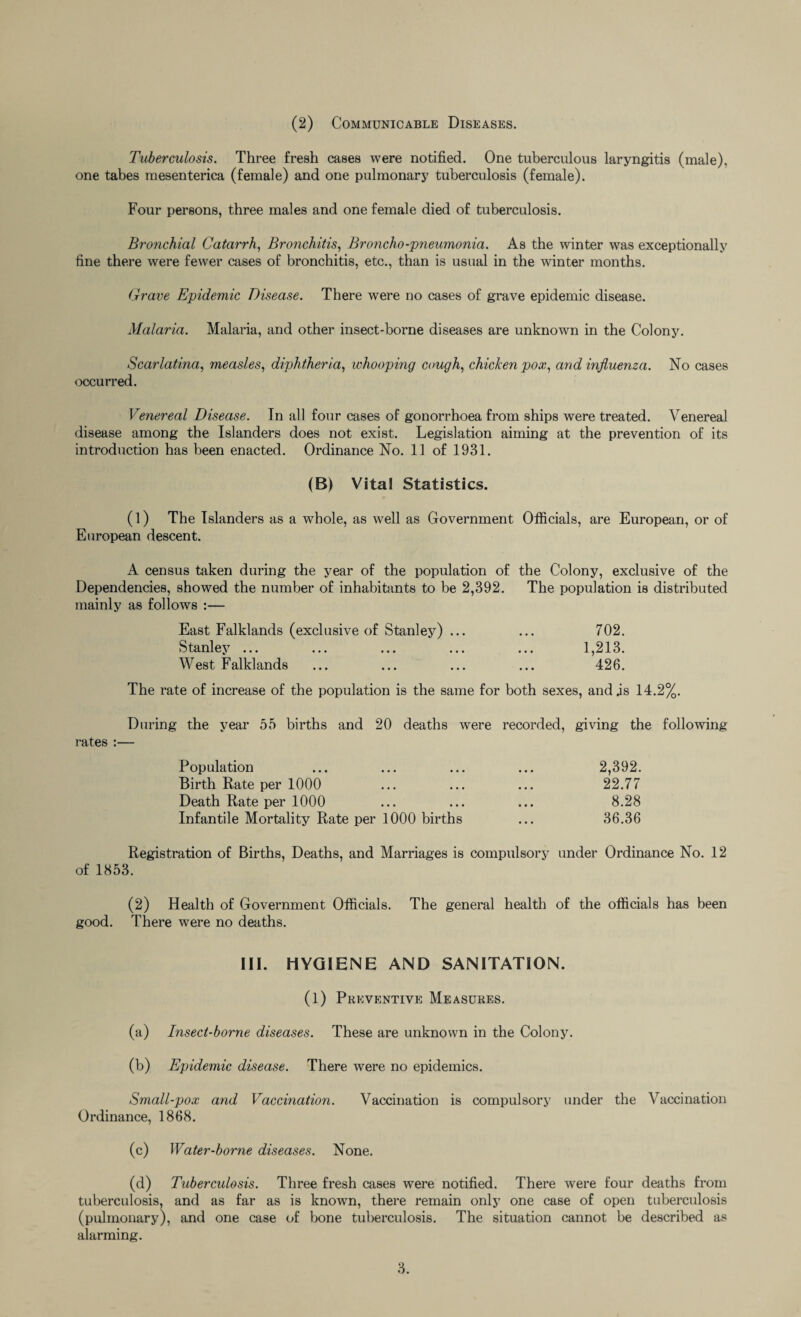 (2) Communicable Diseases.
Tuberculosis. Three fresh cases were notified. One tuberculous laryngitis (male),
one tabes mesenterica (female) and one pulmonary tuberculosis (female).
Four persons, three males and one female died of tuberculosis.
Bronchial Catarrh, Bronchitis, Broncho-pneumonia. As the winter was exceptionally
fine there were fewer cases of bronchitis, etc., than is usual in the winter months.
Grave Epidemic Disease. There were no cases of grave epidemic disease.
Malaria. Malaria, and other insect-borne diseases are unknown in the Colony.
Scarlatina, measles, diphtheria, whooping cough, chicken pox, and influenza. No cases
occurred.
Venereal Disease. In all four cases of gonorrhoea from ships were treated. Venereal
disease among the Islanders does not exist. Legislation aiming at the prevention of its
introduction has been enacted. Ordinance No. 11 of 1931.
(B) Vital Statistics.
(1) The Islanders as a whole, as well as Government Officials, are European, or of
European descent.
A census taken during the year of the population of the Colony, exclusive of the
Dependencies, showed the number of inhabitants to be 2,392. The population is distributed
mainly as follows :—
East Falklands (exclusive of Stanley) ... ... 702.
Stanley ... ... ... ... ... 1,213.
West Falklands ... ... ... ... 426.
The rate of increase of the population is the same for both sexes, and is 14.2%.
During the year 55 births and 20 deaths were recorded, giving the following
rates :—
Population ... ... ... ... 2,392.
Birth Rate per 1000 ... ... ... 22.77
Death Rate per 1000 ... ... ... 8.28
Infantile Mortality Rate per 1000 births ... 36.36
Registration of Births, Deaths, and Marriages is compulsory under Ordinance No. 12
of 1853.
(2) Health of Government Officials. The general health of the officials has been
good. There were no deaths.
III. HYGIENE AND SANITATION.
(1) Preventive Measures.
(a) Insect-borne diseases. These are unknown in the Colony.
(b) Epidemic disease. There were no epidemics.
Small-pox and Vaccination. Vaccination is compulsory under the Vaccination
Ordinance, 1868.
(c) Water-borne diseases. None.
(d) Tuberculosis. Three fresh cases were notified. There were four deaths from
tuberculosis, and as far as is known, there remain only one case of open tuberculosis
(pulmonary), and one case of bone tuberculosis. The situation cannot be described as
alarming.
3.